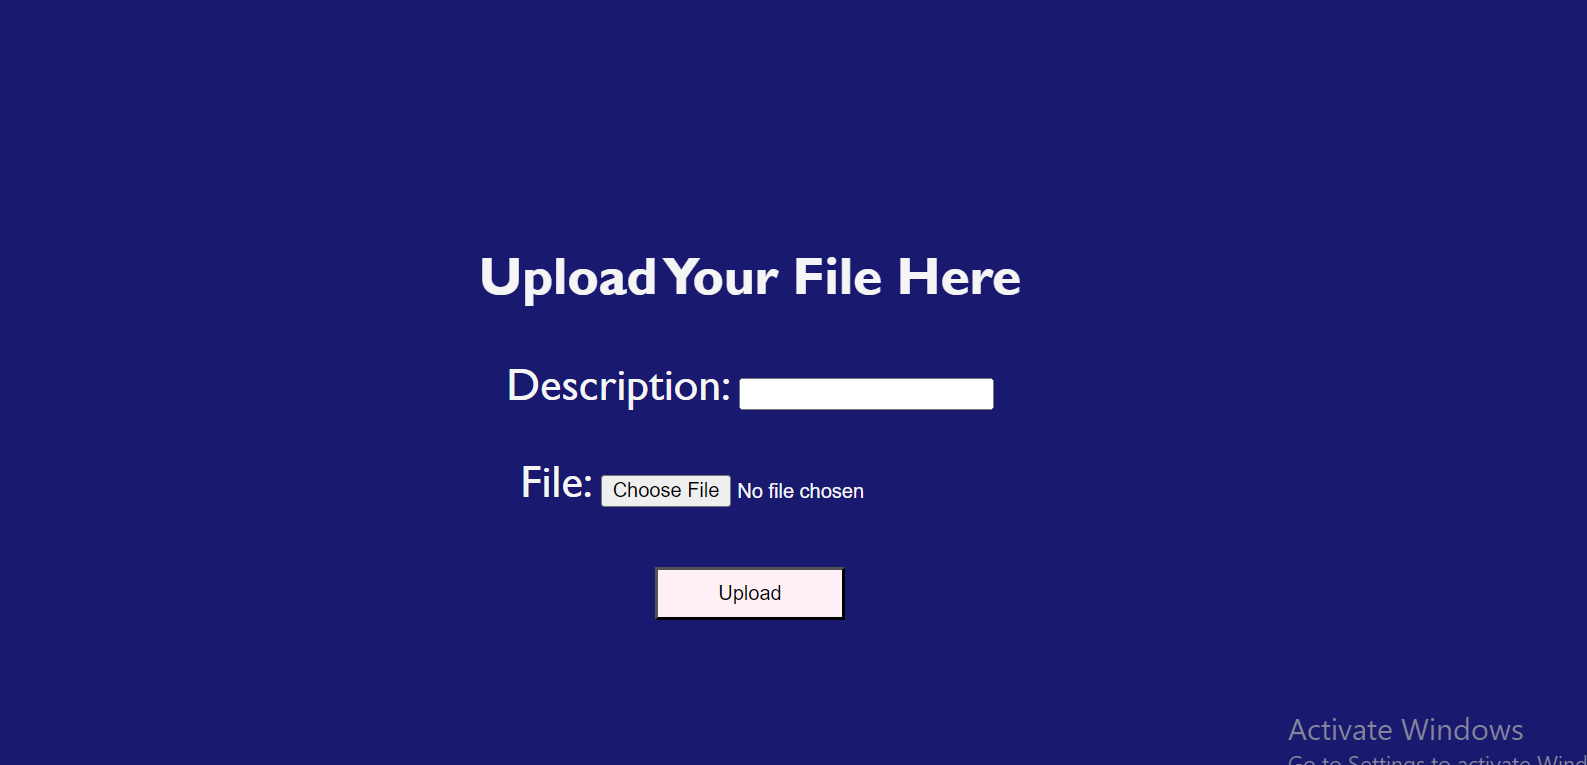 Upload Your File Here
Description:
File: Choose File No file chosen
Upload
Activate Windows
Go to Settings to activate Wind